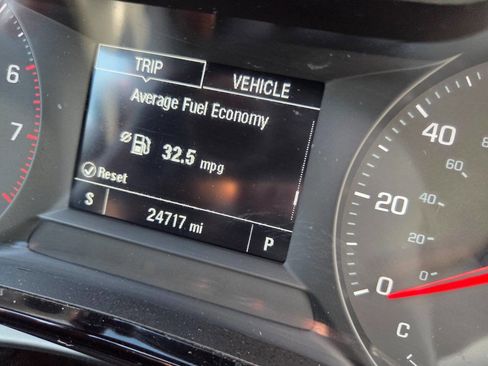 TRIP VEHICLE
Average Fuel Economy
32.5 mpg
Reset
S 24717 mi P
6
7
40
60
20
40
20
0
0
C